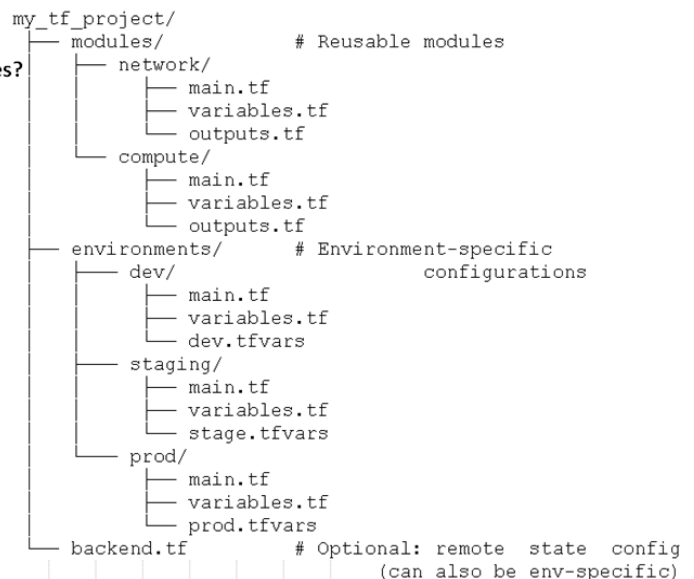 my_tf_project/
├── modules/ # Reusable modules
es?
│ ├── network/
│ │ ├── main.tf
│ │ ├── variables.tf
│ │ └── outputs.tf
│ └── compute/
│ ├── main.tf
│ ├── variables.tf
│ └── outputs.tf
├── environments/ # Environment-specific
│ ├── dev/ configurations
│ │ ├── main.tf
│ │ ├── variables.tf
│ │ └── dev.tfvars
│ ├── staging/
│ │ ├── main.tf
│ │ ├── variables.tf
│ │ └── stage.tfvars
│ └── prod/
│ ├── main.tf
│ ├── variables.tf
│ └── prod.tfvars
└── backend.tf # Optional: remote state config
(can also be env-specific)